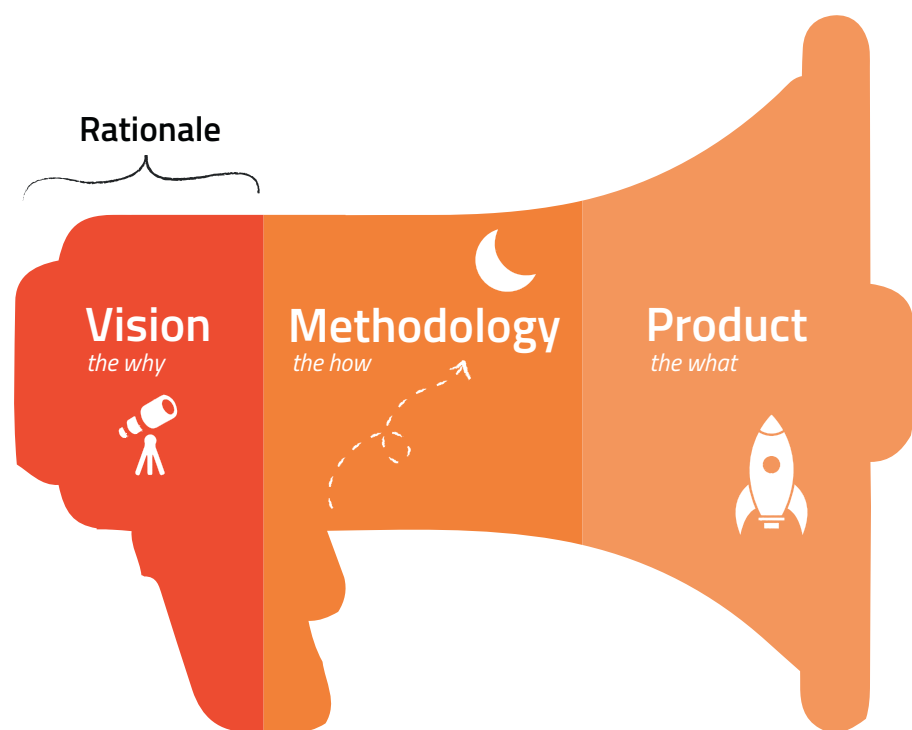 Rationale
Vision
the why
Methodology
the how
Product
the what